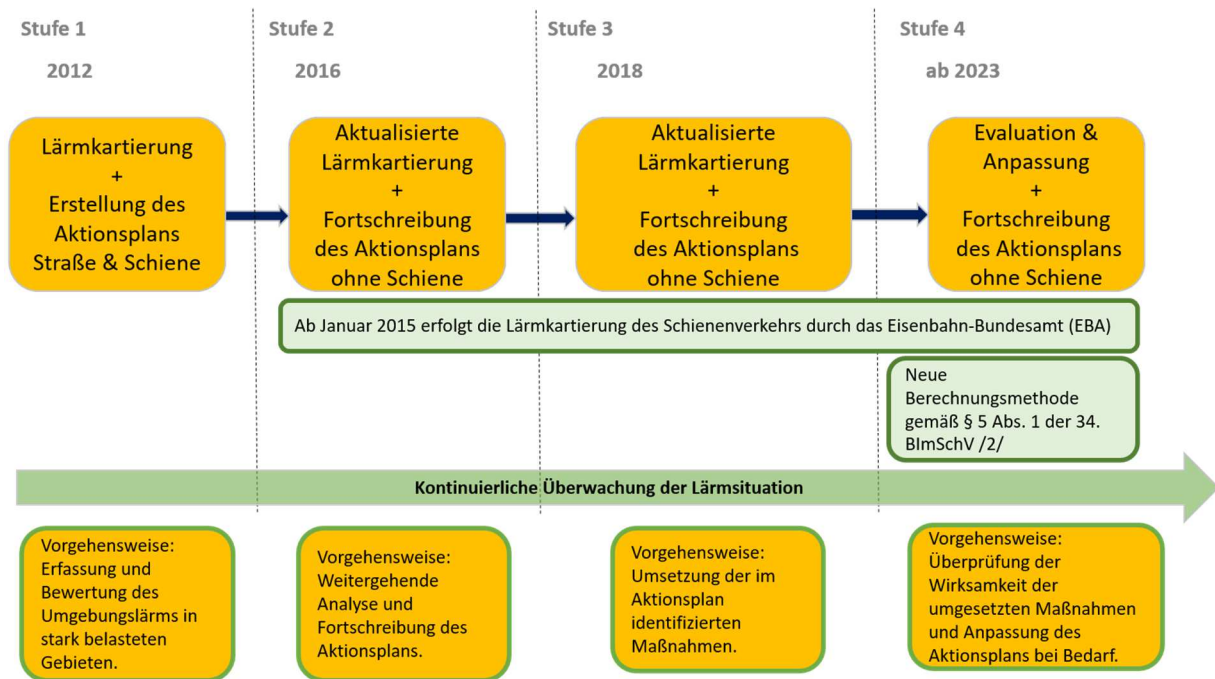 Stufe 1
2012
Stufe 2
2016
Stufe 3
2018
Stufe 4
ab 2023
Lärmkartierung
+
Erstellung des
Aktionsplans
Straße & Schiene
Aktualisierte
Lärmkartierung
+
Fortschreibung
des Aktionsplans
ohne Schiene
Aktualisierte
Lärmkartierung
+
Fortschreibung
des Aktionsplans
ohne Schiene
Evaluation &
Anpassung
+
Fortschreibung
des Aktionsplans
ohne Schiene
Ab Januar 2015 erfolgt die Lärmkartierung des Schienenverkehrs durch das Eisenbahn-Bundesamt (EBA)
Neue
Berechnungsmethode
gemäß § 5 Abs. 1 der 34.
BImSchV /2/
Kontinuierliche Überwachung der Lärmsituation
Vorgehensweise:
Erfassung und
Bewertung des
Umgebungslärms in
stark belasteten
Gebieten.
Vorgehensweise:
Weitergehende
Analyse und
Fortschreibung des
Aktionsplans.
Vorgehensweise:
Umsetzung der im
Aktionsplan
identifizierten
Maßnahmen.
Vorgehensweise:
Überprüfung der
Wirksamkeit der
umgesetzten Maßnahmen
und Anpassung des
Aktionsplans bei Bedarf.